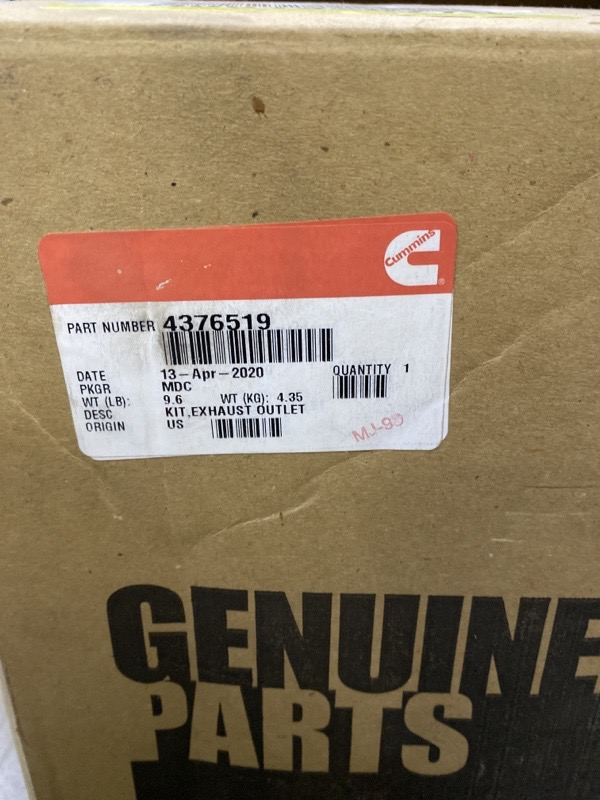 Cummins
®
PART NUMBER 4376519
DATE 13-Apr-2020 QUANTITY 1
PKGR MDC
WT (LB): 9.6 WT (KG): 4.35
DESC KIT,EXHAUST OUTLET
ORIGIN US
GENUINE
PARTS